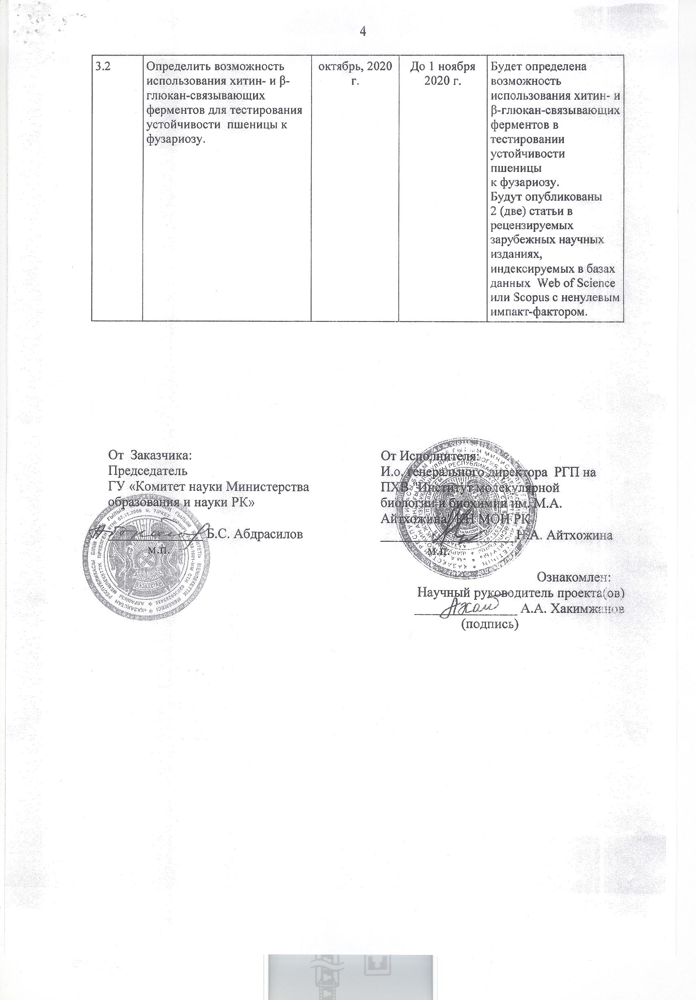 4
3.2
Определить возможность
использования хитин- и β-
глюкан-связывающих
ферментов для тестирования
устойчивости пшеницы к
фузариозу.
октябрь, 2020
г.
До 1 ноября
2020 г.
Будет определена
возможность
использования хитин- и
β-глюкан-связывающих
ферментов в
тестировании
устойчивости
пшеницы
к фузариозу.
Будут опубликованы
2 (две) статьи в
рецензируемых
зарубежных научных
изданиях,
индексируемых в базах
данных Web of Science
или Scopus с ненулевым
импакт-фактором.
От Заказчика:
Председатель
ГУ «Комитет науки Министерства
образования и науки РК»
Б.С. Абдрасилов
м.п.
ҚАЗАҚСТАН
От Исполнителя:
И.о. генерального директора РГП на
ПХВ "Институт молекулярной
биологии и биохимии им. М.А.
Айтхожина" КН МОН РК
Н.А. Айтхожина
м.п.
Ознакомлен:
Научный руководитель проекта(ов)
А.А. Хакимжанов
(подпись)